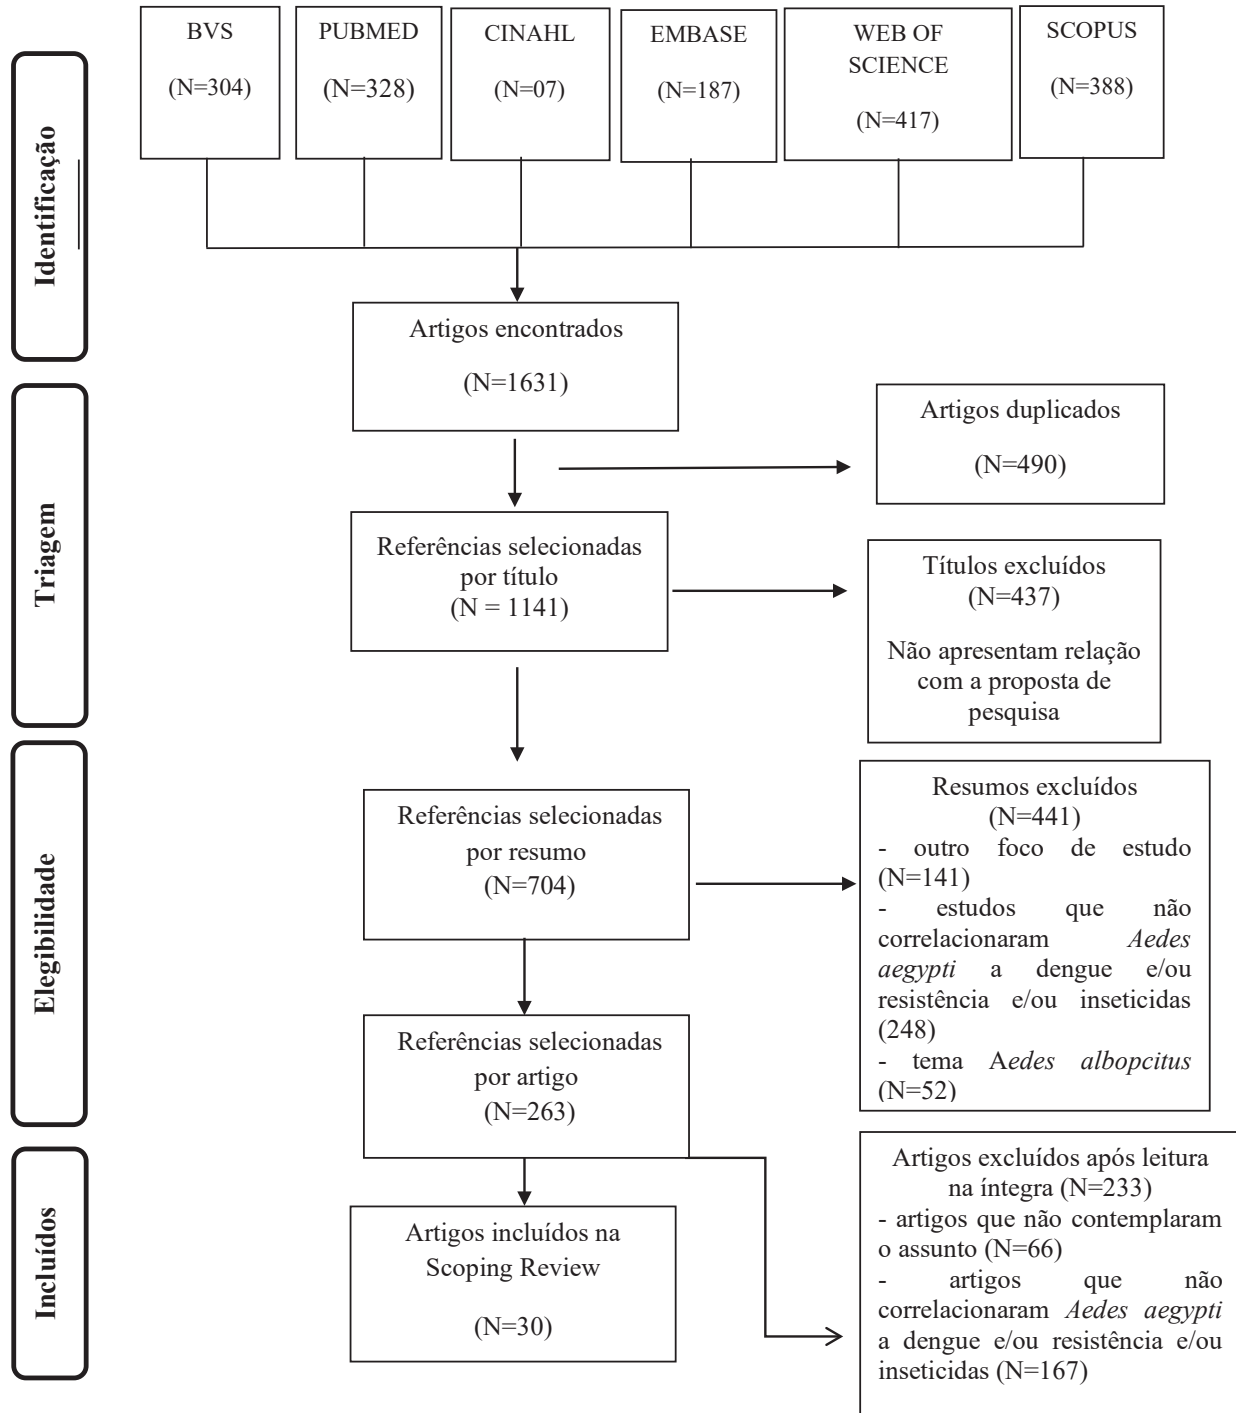 BVS
(N=304)
PUBMED
(N=328)
CINAHL
(N=07)
EMBASE
(N=187)
WEB OF
SCIENCE
(N=417)
SCOPUS
(N=388)
Identificação
Artigos encontrados
(N=1631)
Triagem
Artigos duplicados
(N=490)
Referências selecionadas
por título
(N = 1141)
Títulos excluídos
(N=437)
Não apresentam relação
com a proposta de
pesquisa
Elegibilidade
Referências selecionadas
por resumo
(N=704)
Resumos excluídos
(N=441)
- outro foco de estudo
(N=141)
- estudos que não
correlacionaram Aedes
aegypti a dengue e/ou
resistência e/ou inseticidas
(248)
- tema Aedes albopcitus
(N=52)
Referências selecionadas
por artigo
(N=263)
Incluídos
Artigos incluídos na
Scoping Review
(N=30)
Artigos excluídos após leitura
na íntegra (N=233)
- artigos que não contemplaram
o assunto (N=66)
- artigos que não
correlacionaram Aedes aegypti
a dengue e/ou resistência e/ou
inseticidas (N=167)